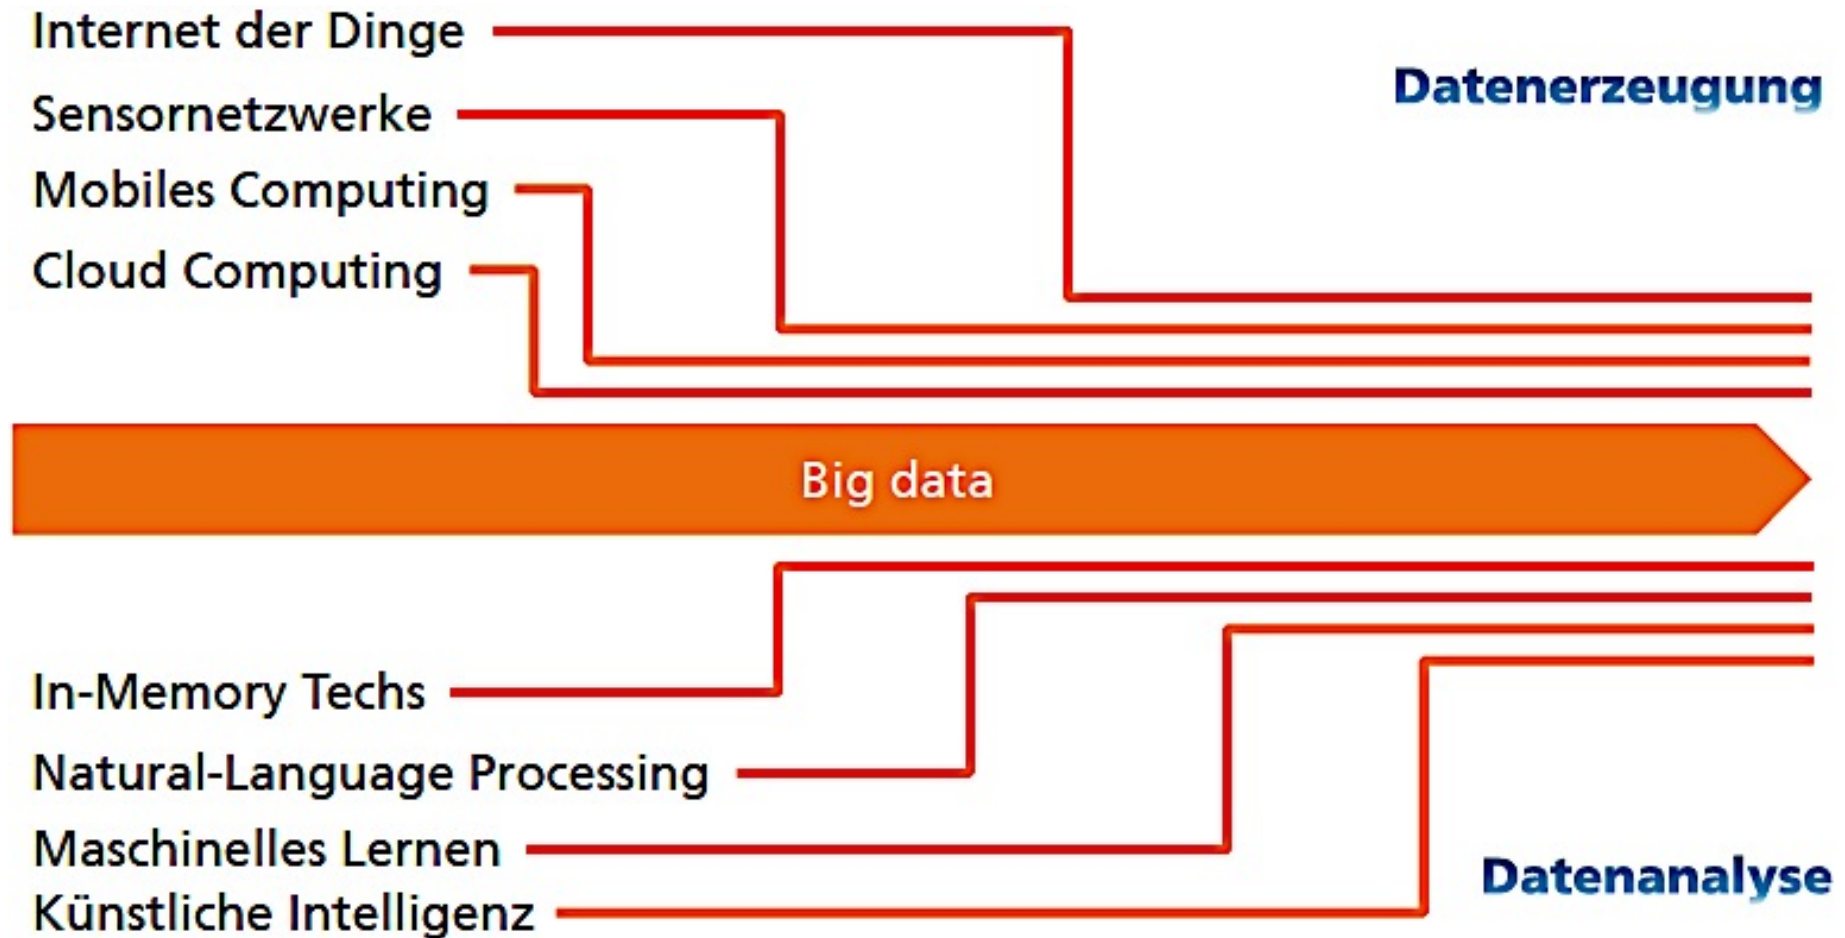 Internet der Dinge
Datenerzeugung
Sensornetzwerke
Mobiles Computing
Cloud Computing
Big data
In-Memory Techs
Natural-Language Processing
Maschinelles Lernen
Datenanalyse
Künstliche Intelligenz